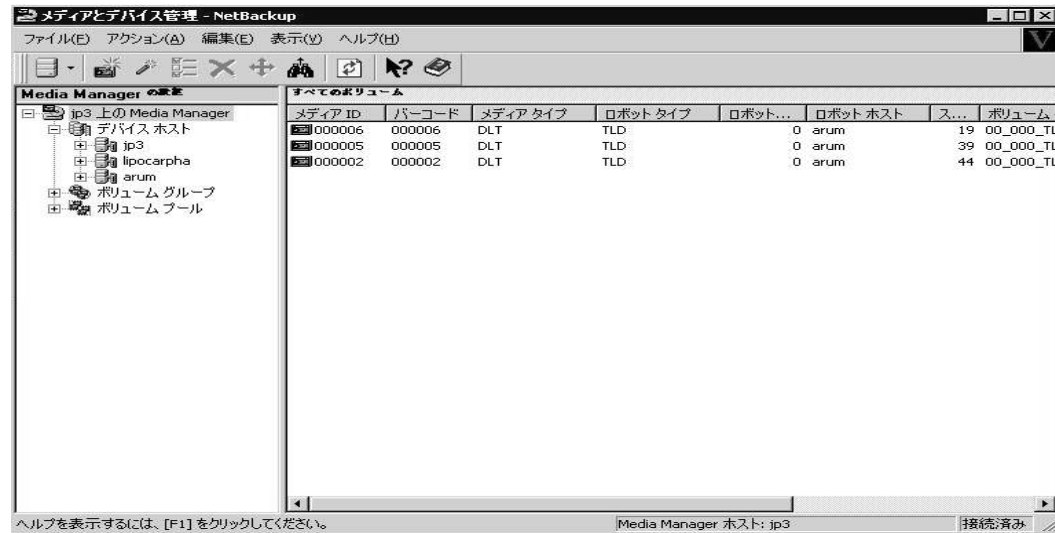 メディアとデバイス管理 - NetBackup
ファイル(F) アクション(A) 編集(E) 表示(V) ヘルプ(H)
Media Manager の
すべてのボリューム
jp3 上の Media Manager
デバイス ホスト
jp3
lipocarpha
arum
ボリューム グループ
ボリューム プール
メディア ID バーコード メディア タイプ ロボット タイプ ロボット... ロボット ホスト ス... ボリューム
000006 000006 DLT TLD 0 arum 19 00_000_TL
000005 000005 DLT TLD 0 arum 39 00_000_TL
000002 000002 DLT TLD 0 arum 44 00_000_TL
ヘルプを表示するには、[F1] をクリックしてください。 Media Manager ホスト: jp3 接続済み